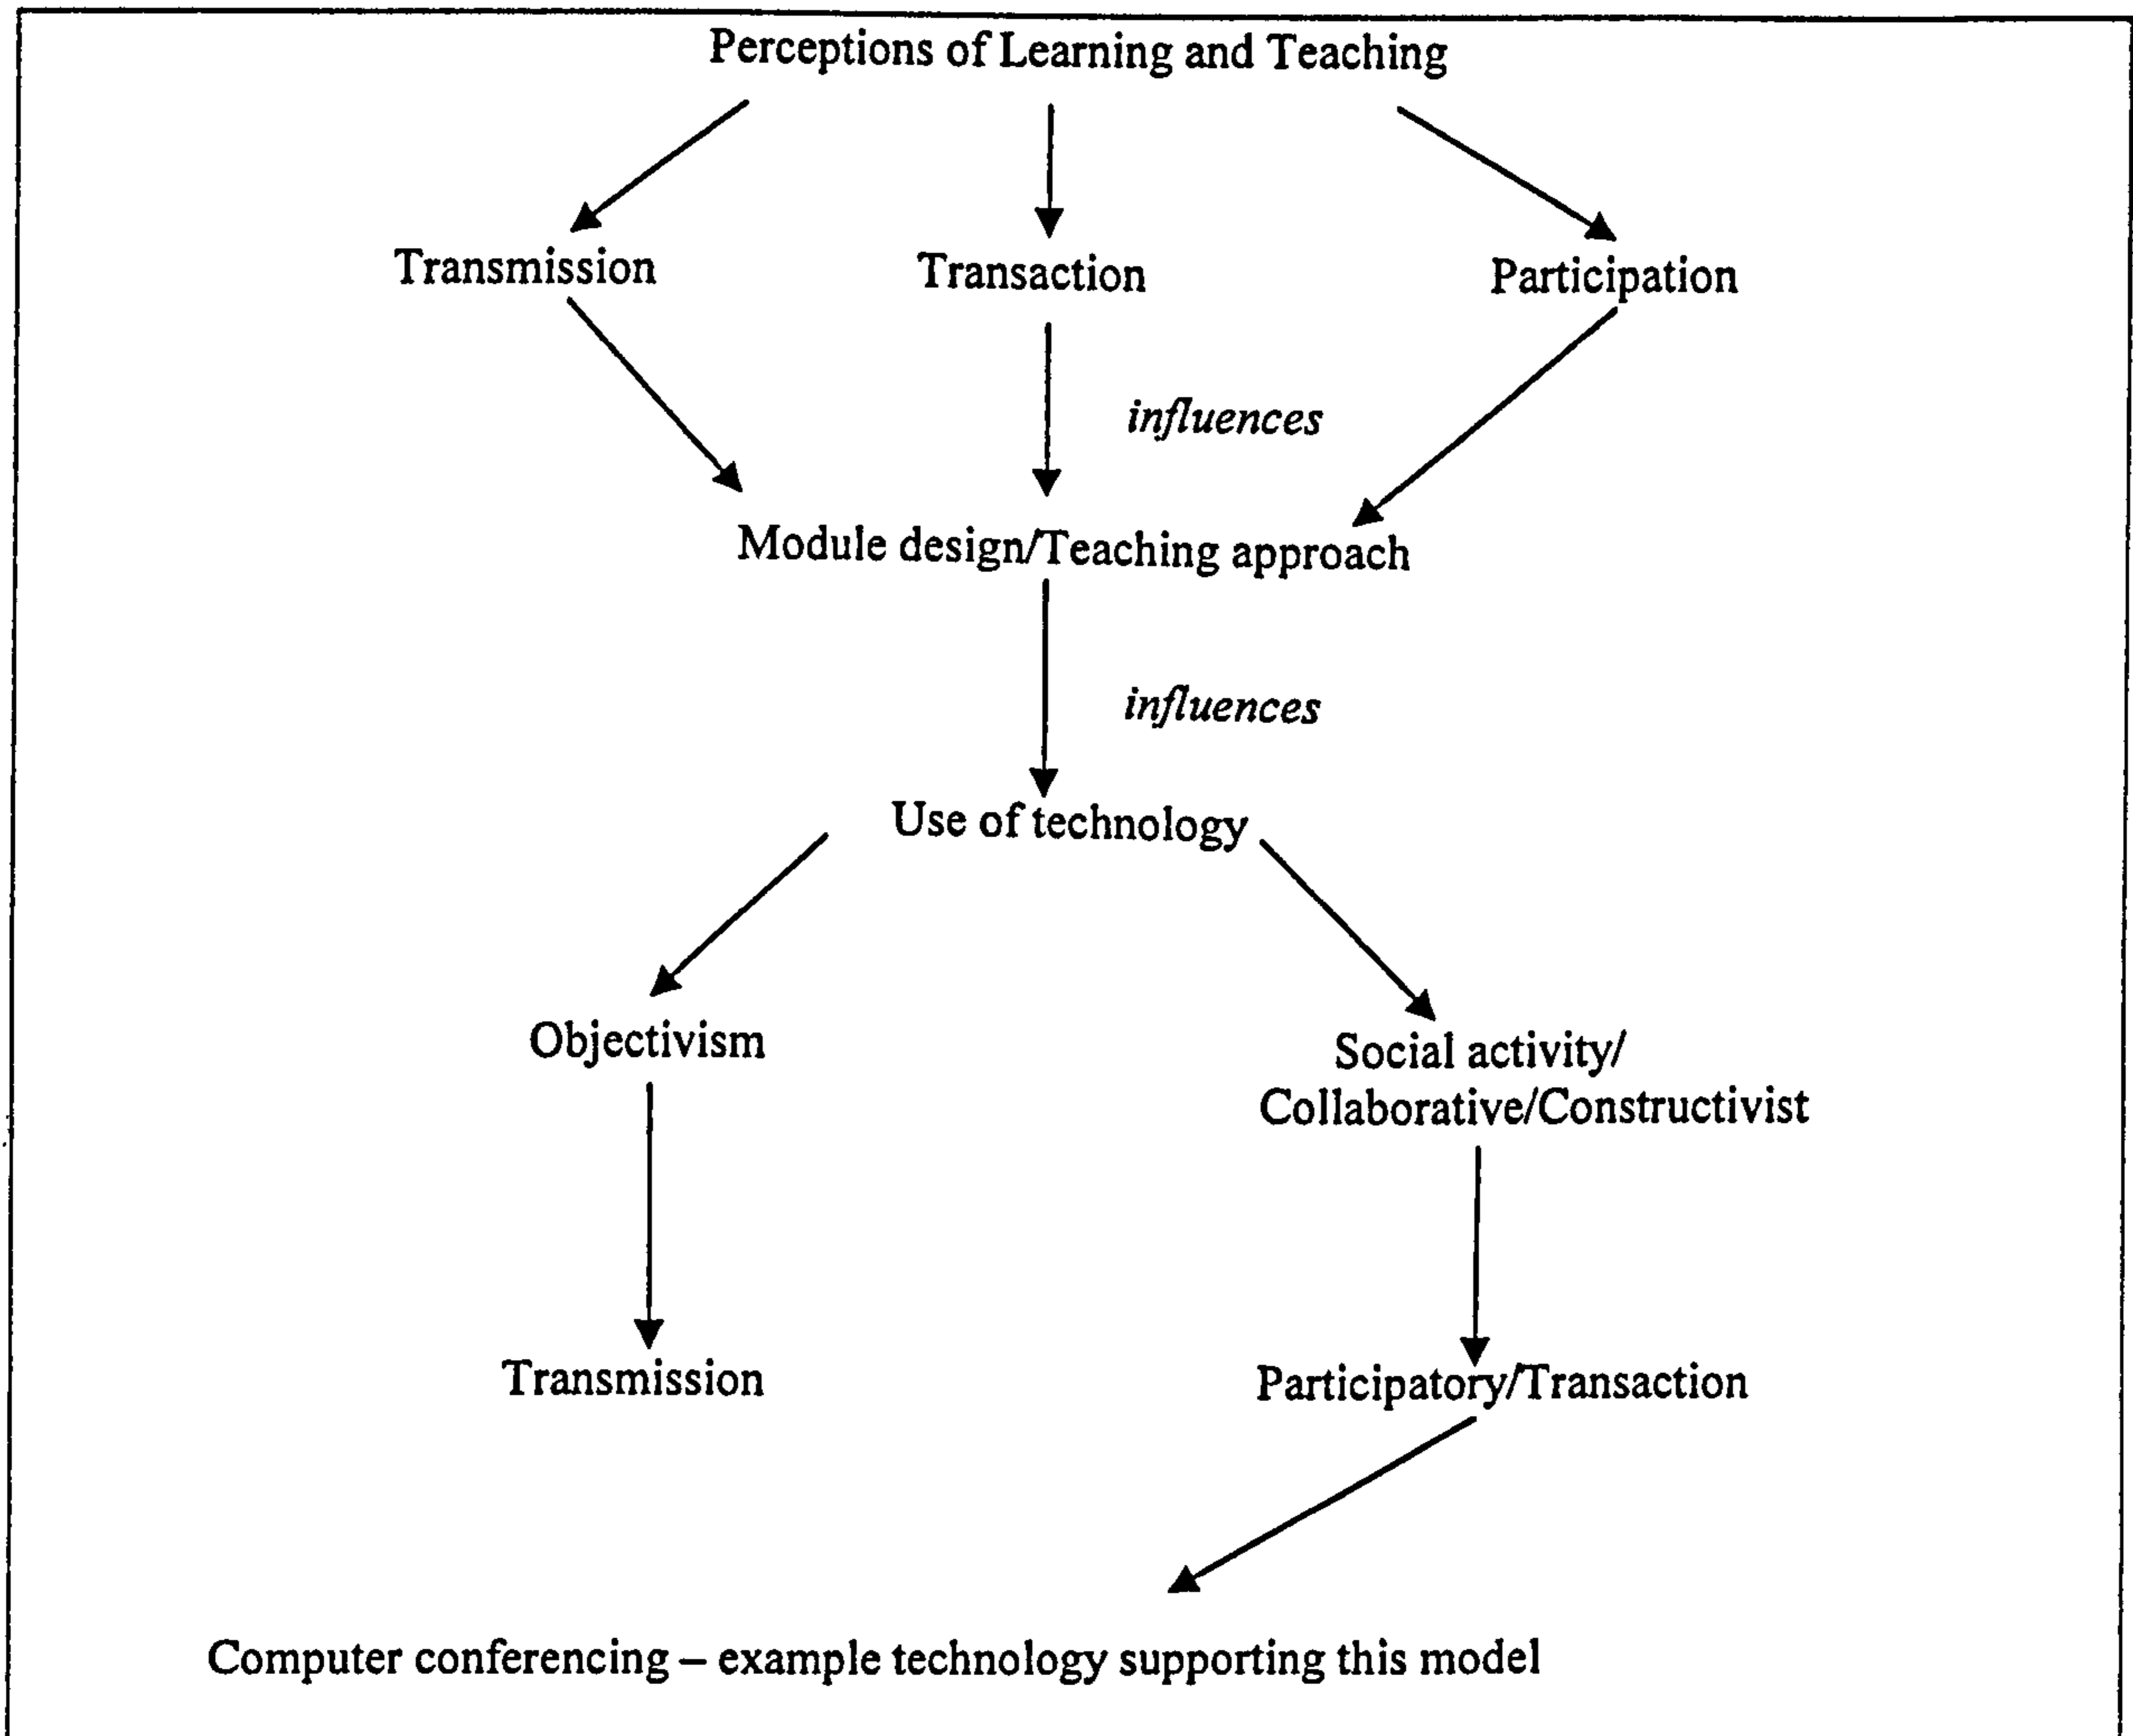 Perceptions of Learning and Teaching
Transmission Transaction Participation
influences
Module design/Teaching approach
influences
Use of technology
Objectivism
Social activity/
Collaborative/Constructivist
Transmission
Participatory/Transaction
Computer conferencing – example technology supporting this model